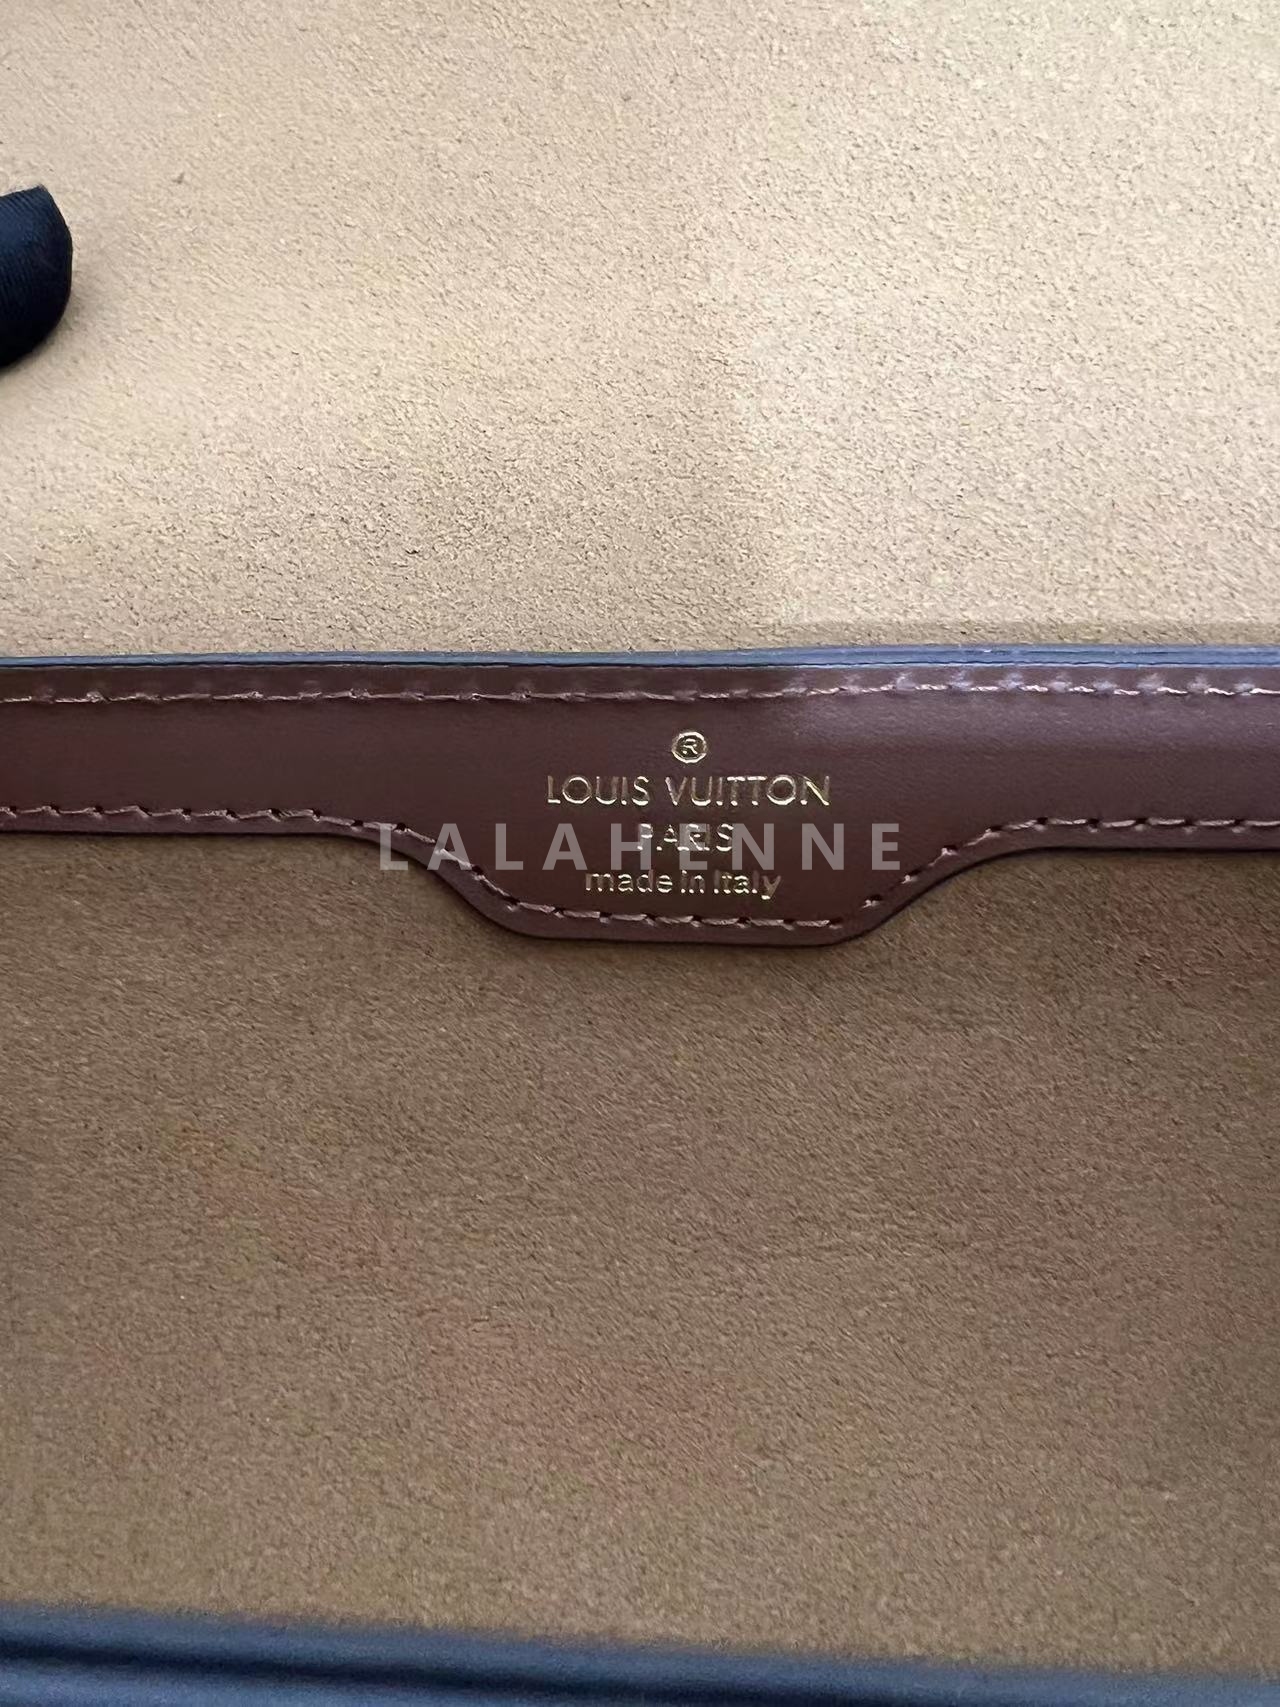 ®
LOUIS VUITTON
PARIS
LALAHENNE
made in Italy